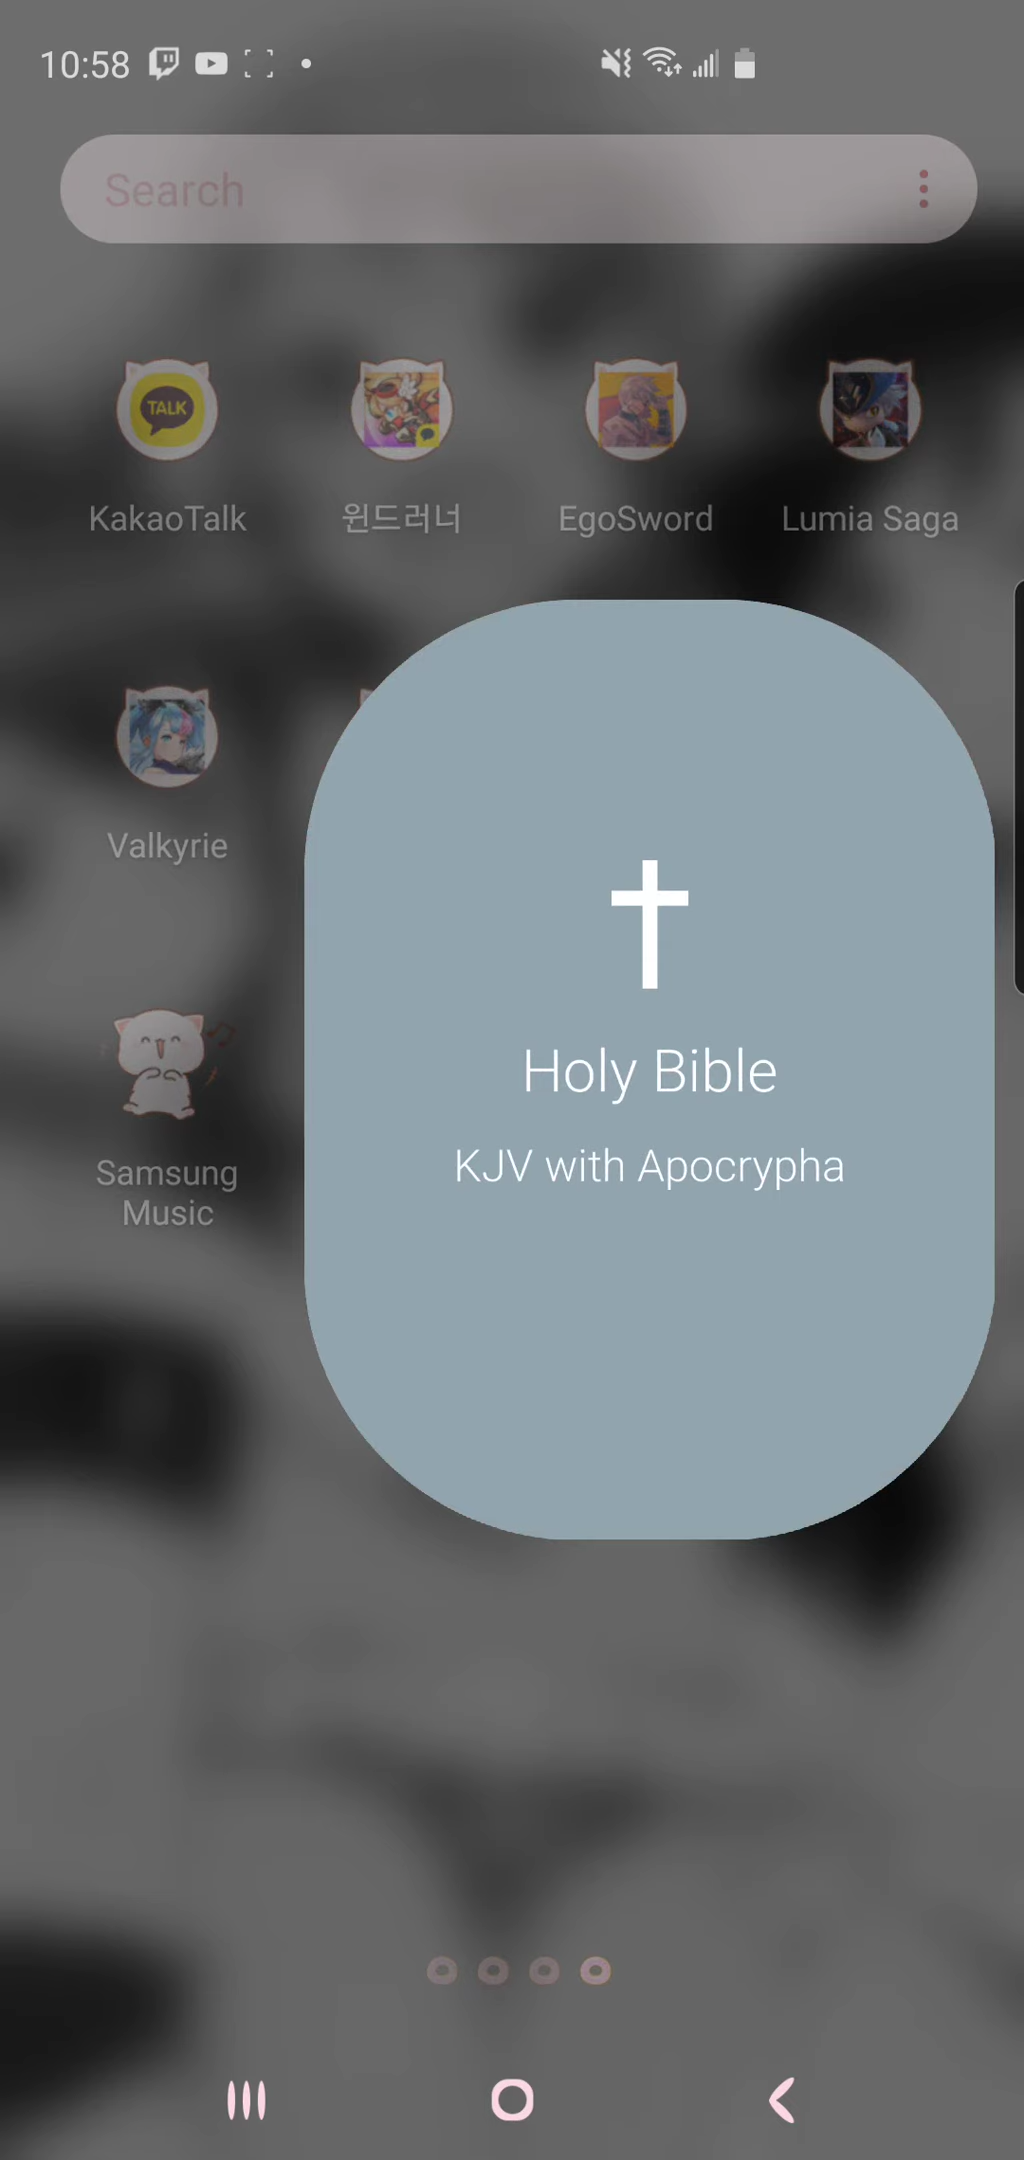 10:58
Search
TALK
KakaoTalk
윈드러너
EgoSword
Lumia Saga
Valkyrie
Holy Bible
KJV with Apocrypha
Samsung
Music